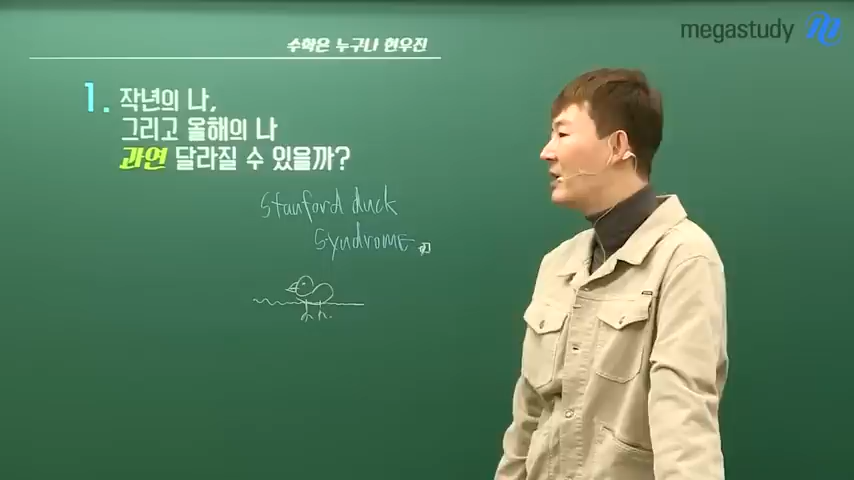 megastudy
수학은 누구나 현우진
1. 작년의 나,
그리고 올해의 나
과연 달라질 수 있을까?
Stanford duck
Syndrome